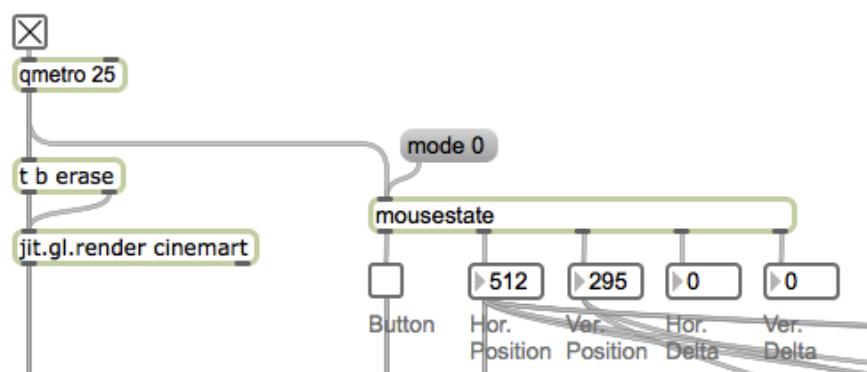 qmetro 25
mode 0
t b erase
mousestate
jit.gl.render cinemart
512
295
0
0
Button
Hor. Position
Ver. Position
Hor. Delta
Ver. Delta